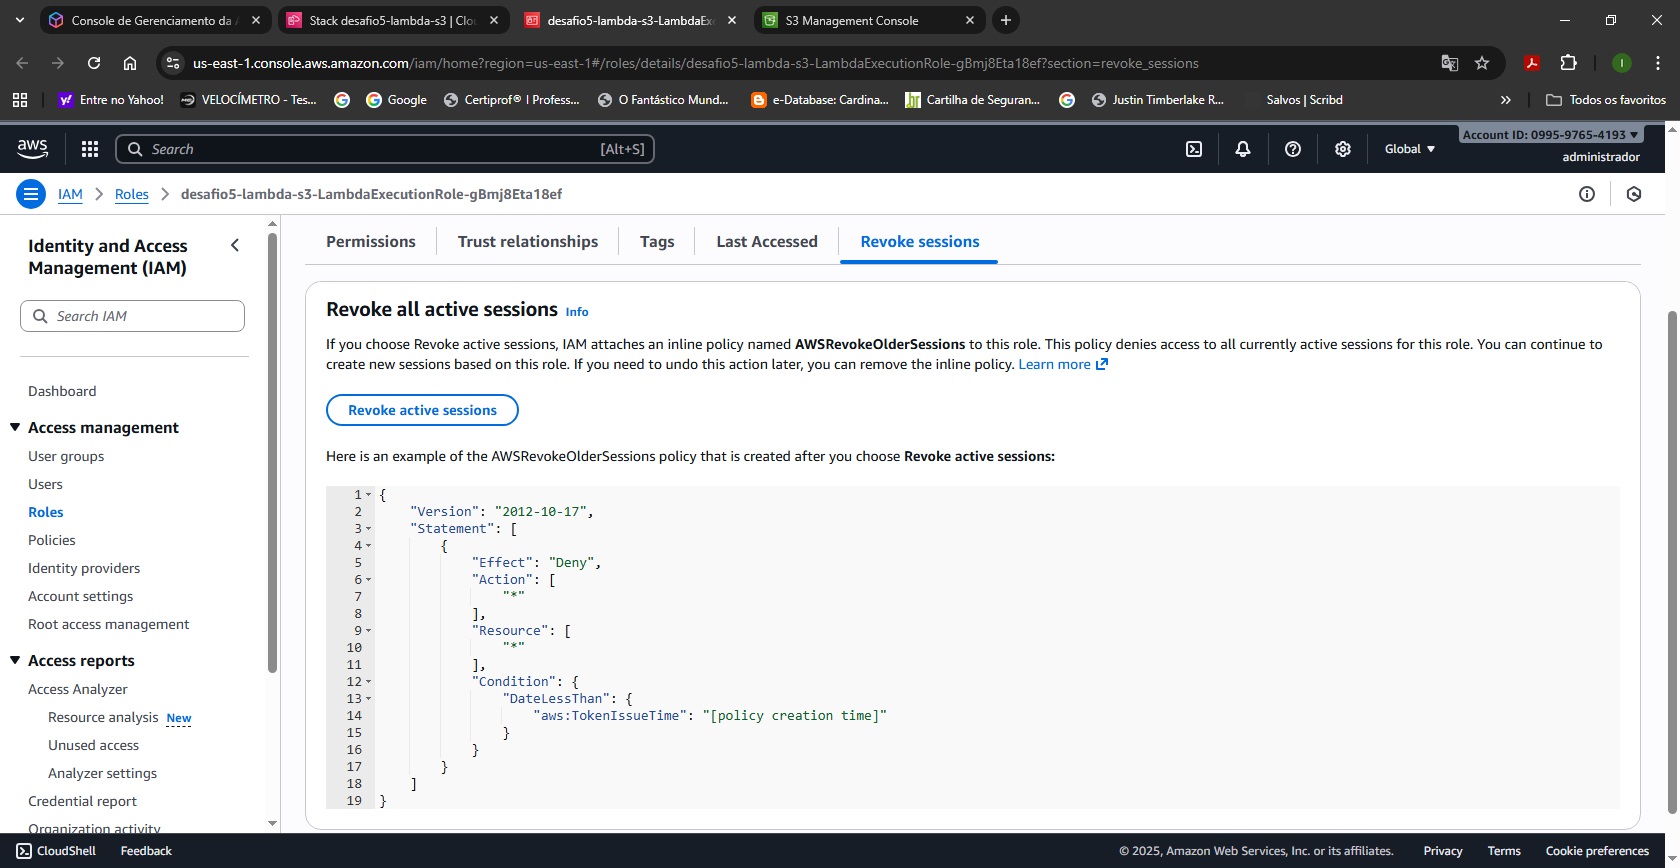 Console de Gerenciamento da A
Stack desafio5-lambda-s3 | Clou
desafio5-lambda-s3-LambdaExe
S3 Management Console
us-east-1.console.aws.amazon.com/iam/home?region=us-east-1#/roles/details/desafio5-lambda-s3-LambdaExecutionRole-gBmj8Eta18ef?section=revoke_sessions
I
Entre no Yahoo!
VELOCÍMETRO - Tes...
Google
Certiprof® I Profess...
O Fantástico Mund...
e-Database: Cardina...
Cartilha de Seguran...
Justin Timberlake R...
Salvos | Scribd
Todos os favoritos
aws
Search
[Alt+S]
Global
Account ID: 0995-9765-4193
administrador
IAM
Roles
desafio5-lambda-s3-LambdaExecutionRole-gBmj8Eta18ef
Identity and Access
Management (IAM)
Search IAM
Dashboard
Access management
User groups
Users
Roles
Policies
Identity providers
Account settings
Root access management
Access reports
Access Analyzer
Resource analysis New
Unused access
Analyzer settings
Credential report
Organization activity
Permissions
Trust relationships
Tags
Last Accessed
Revoke sessions
Revoke all active sessions Info
If you choose Revoke active sessions, IAM attaches an inline policy named AWSRevokeOlderSessions to this role. This policy denies access to all currently active sessions for this role. You can continue to
create new sessions based on this role. If you need to undo this action later, you can remove the inline policy. Learn more
Revoke active sessions
Here is an example of the AWSRevokeOlderSessions policy that is created after you choose Revoke active sessions:
1 {
2 "Version": "2012-10-17",
3 "Statement": [
4 {
5 "Effect": "Deny",
6 "Action": [
7 "*"
8 ],
9 "Resource": [
10 "*"
11 ],
12 "Condition": {
13 "DateLessThan": {
14 "aws:TokenIssueTime": "[policy creation time]"
15 }
16 }
17 }
18 ]
19 }
CloudShell
Feedback
© 2025, Amazon Web Services, Inc. or its affiliates.
Privacy
Terms
Cookie preferences